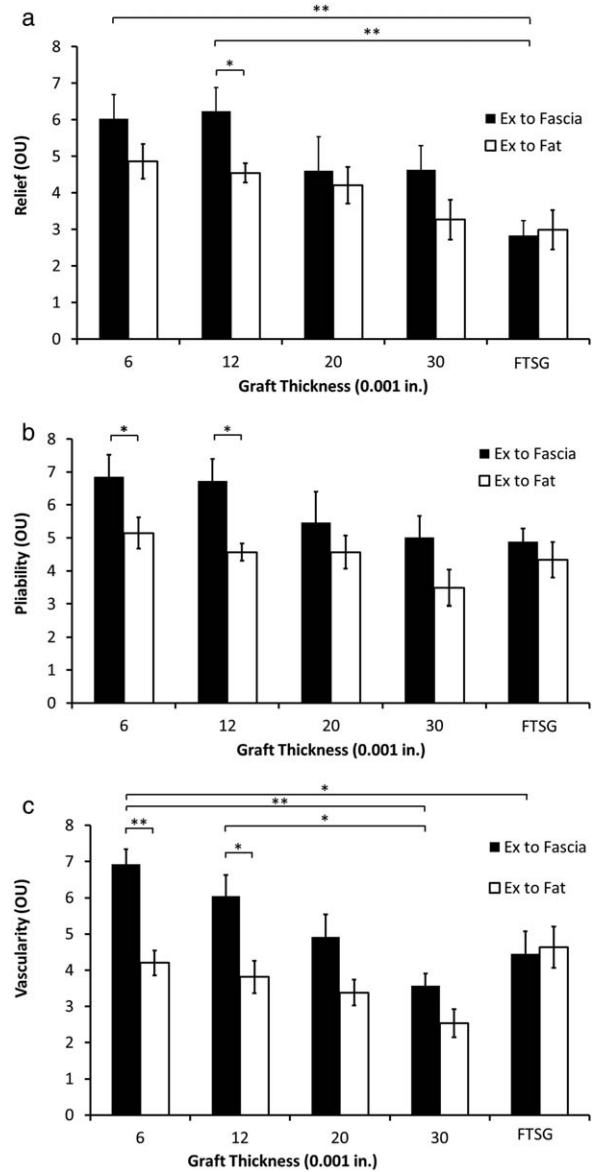 a
**
**
*
8
7
6
5
4
3
2
1
0
Relief (OU)
Ex to Fascia
Ex to Fat
6 12 20 30 FTSG
Graft Thickness (0.001 in.)
b
* *
8
7
6
5
4
3
2
1
0
Pliability (OU)
Ex to Fascia
Ex to Fat
6 12 20 30 FTSG
Graft Thickness (0.001 in.)
c
*
**
*
**
*
8
7
6
5
4
3
2
1
0
Vascularity (OU)
Ex to Fascia
Ex to Fat
6 12 20 30 FTSG
Graft Thickness (0.001 in.)